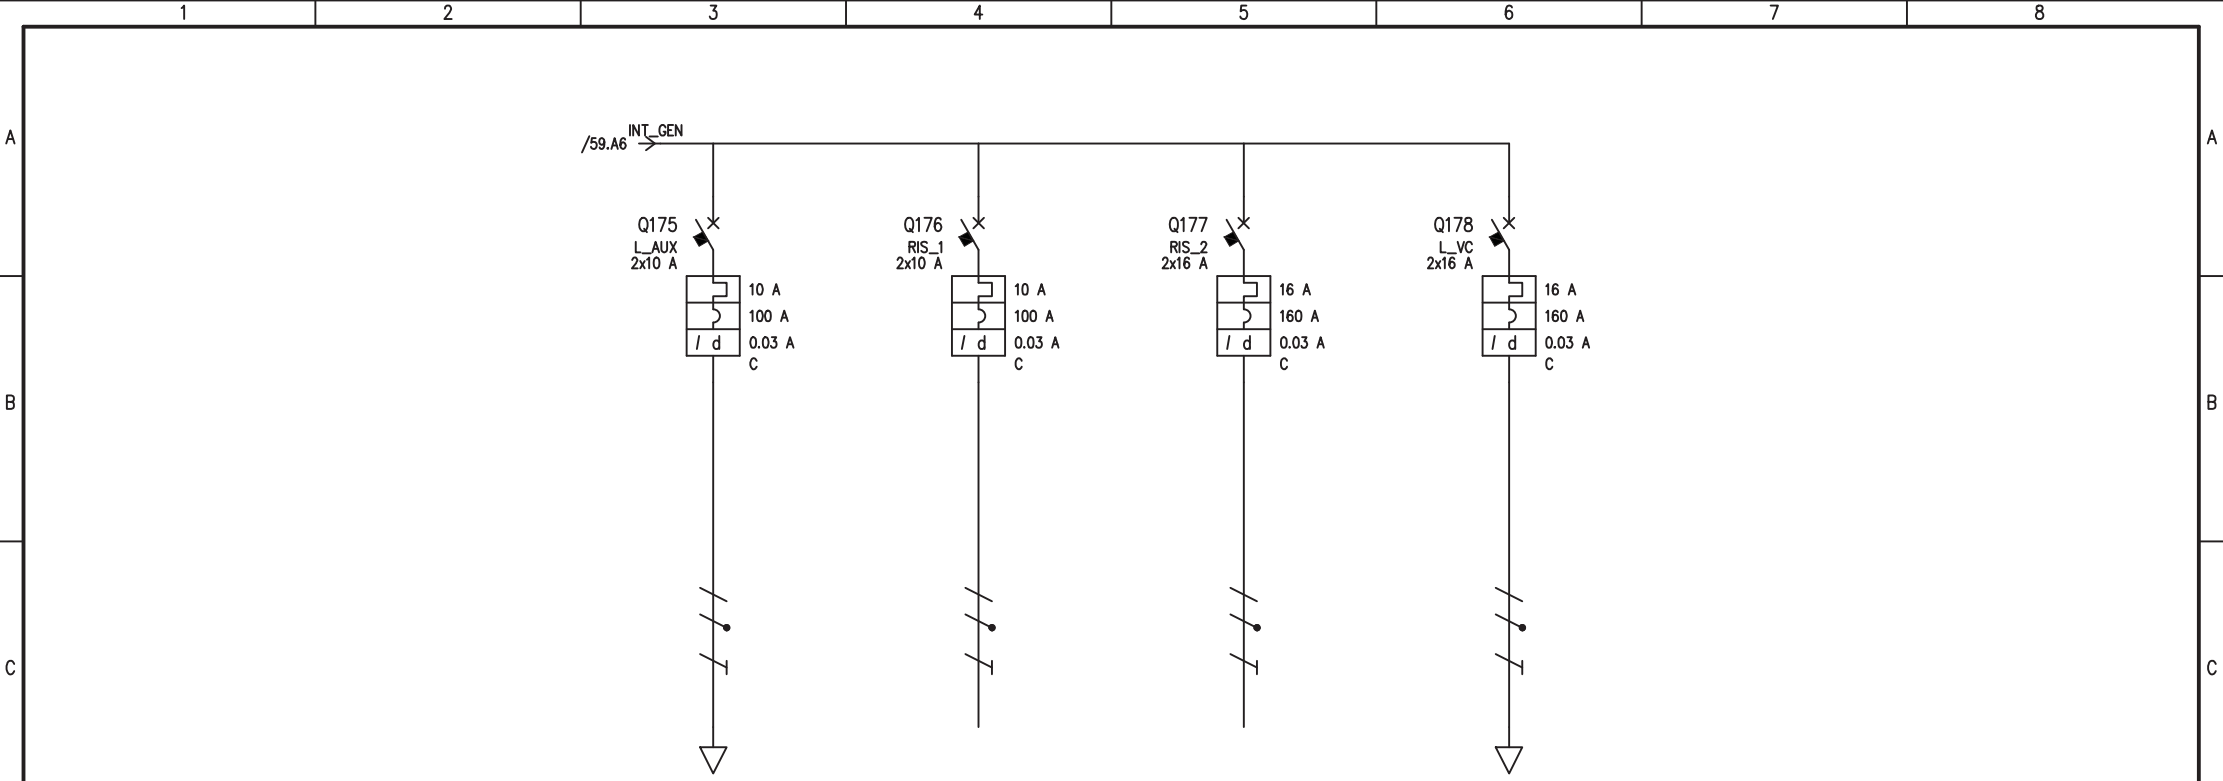 1 2 3 4 5 6 7 8
A A
INT_GEN
/59.A6
Q175 Q176 Q177 Q178
L_AUX RIS_1 RIS_2 L_VC
2x10 A 2x10 A 2x16 A 2x16 A
10 A 10 A 16 A 16 A
100 A 100 A 160 A 160 A
I d 0.03 A I d 0.03 A I d 0.03 A I d 0.03 A
C C C C
B B
C C